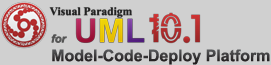 Visual Paradigm
for UML 10.1
Model-Code-Deploy Platform